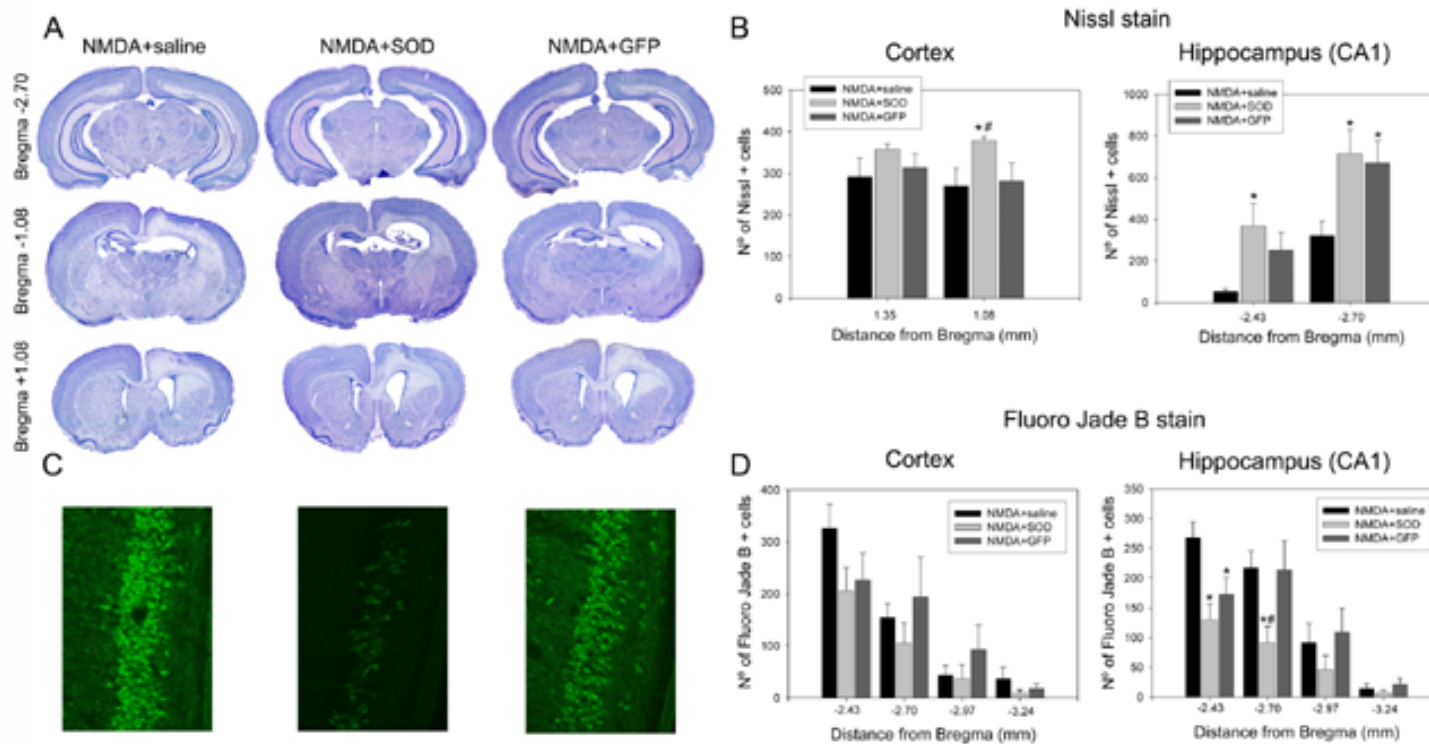 A
NMDA+saline
NMDA+SOD
NMDA+GFP
Bregma -2.70
Bregma -1.08
Bregma +1.08
B
Nissl stain
Cortex
Nº of Nissl + cells
500
400
300
200
100
0
NMDA+saline
NMDA+SOD
NMDA+GFP
*#
1.35
1.08
Distance from Bregma (mm)
Hippocampus (CA1)
Nº of Nissl + cells
1000
800
600
400
200
0
NMDA+saline
NMDA+SOD
NMDA+GFP
*
*
*
-2.43
-2.70
Distance from Bregma (mm)
C
D
Fluoro Jade B stain
Cortex
Nº of Fluoro Jade B + cells
400
300
200
100
0
NMDA+saline
NMDA+SOD
NMDA+GFP
-2.43
-2.70
-2.97
-3.24
Distance from Bregma (mm)
Hippocampus (CA1)
Nº of Fluoro Jade B + cells
350
300
250
200
150
100
50
0
NMDA+saline
NMDA+SOD
NMDA+GFP
*
*
*#
-2.43
-2.70
-2.97
-3.24
Distance from Bregma (mm)